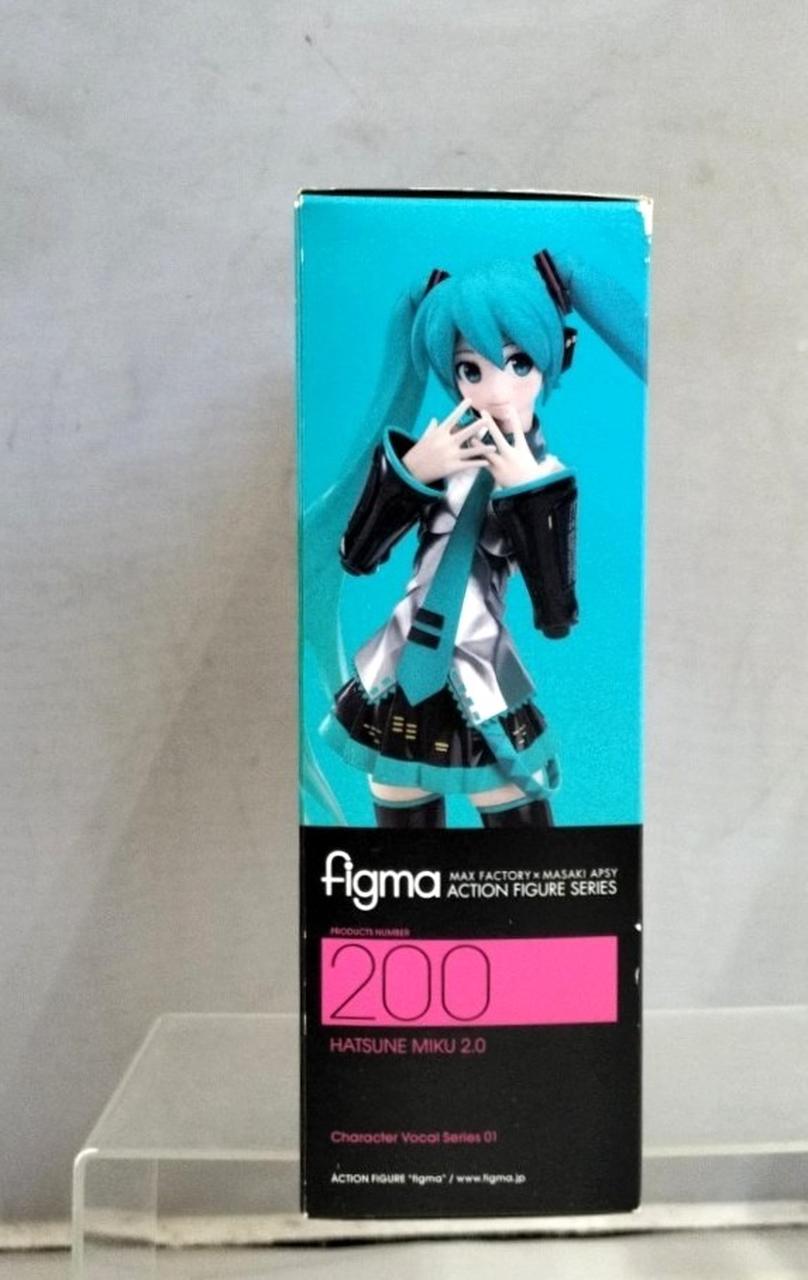 figma
MAX FACTORY × MASAKI APSY
ACTION FIGURE SERIES
PRODUCTS NUMBER
200
HATSUNE MIKU 2.0
Character Vocal Series 01
ACTION FIGURE "figma" / www.figma.jp